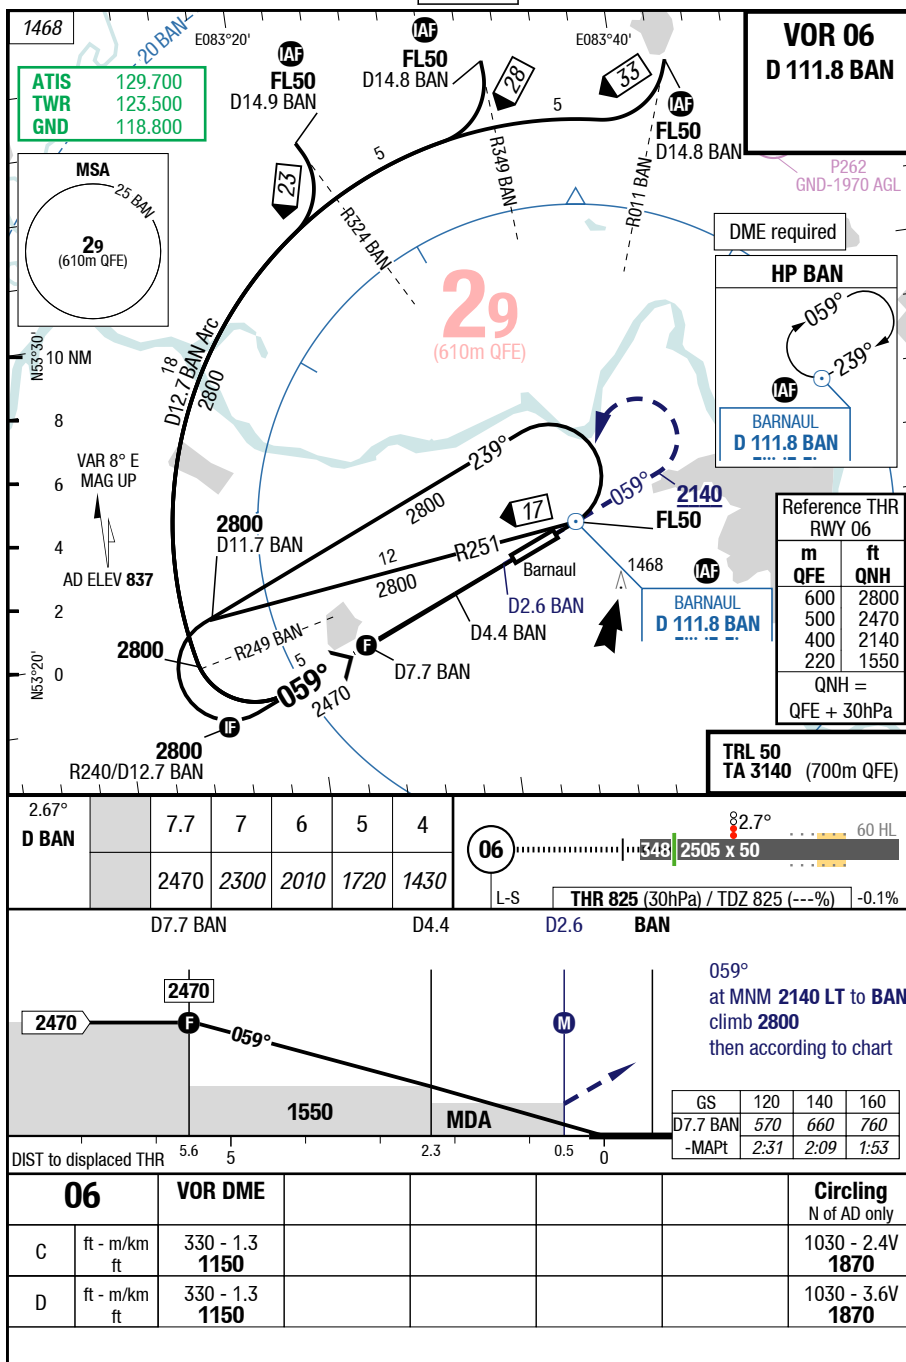 1468
20 BAN
E083°20'
E083°40'
VOR 06
D 111.8 BAN
ATIS 129.700
TWR 123.500
GND 118.800
IAF
FL50
D14.9 BAN
IAF
FL50
D14.8 BAN
IAF
FL50
D14.8 BAN
28
33
23
5
5
R349 BAN
R011 BAN
R324 BAN
P262
GND-1970 AGL
MSA
25 BAN
29
(610m QFE)
29
(610m QFE)
DME required
HP BAN
059°
239°
IAF
BARNAUL
D 111.8 BAN
N53°30'
10 NM
8
6
4
2
0
N53°20'
18
D12.7 BAN Arc
2800
VAR 8° E
MAG UP
AD ELEV 837
239°
2800
2800
D11.7 BAN
17
059°
2140
FL50
12
R251
2800
Barnaul
1468
IAF
BARNAUL
D 111.8 BAN
D2.6 BAN
D4.4 BAN
D7.7 BAN
F
R249 BAN
2800
5
059°
2470
IF
2800
R240/D12.7 BAN
Reference THR
RWY 06
m ft
QFE QNH
600 2800
500 2470
400 2140
220 1550
QNH =
QFE + 30hPa
TRL 50
TA 3140 (700m QFE)
2.67°
D BAN 7.7 7 6 5 4
2470 2300 2010 1720 1430
06
2.7°
60 HL
348 2505 x 50
L-S THR 825 (30hPa) / TDZ 825 (---%) -0.1%
D7.7 BAN D4.4 D2.6 BAN
2470
2470
F
059°
M
1550
MDA
059°
at MNM 2140 LT to BAN
climb 2800
then according to chart
GS 120 140 160
D7.7 BAN 570 660 760
-MAPt 2:31 2:09 1:53
DIST to displaced THR 5.6 5 2.3 0.5 0
06 VOR DME Circling
N of AD only
C ft - m/km 330 - 1.3 1030 - 2.4V
ft 1150 1870
D ft - m/km 330 - 1.3 1030 - 3.6V
ft 1150 1870